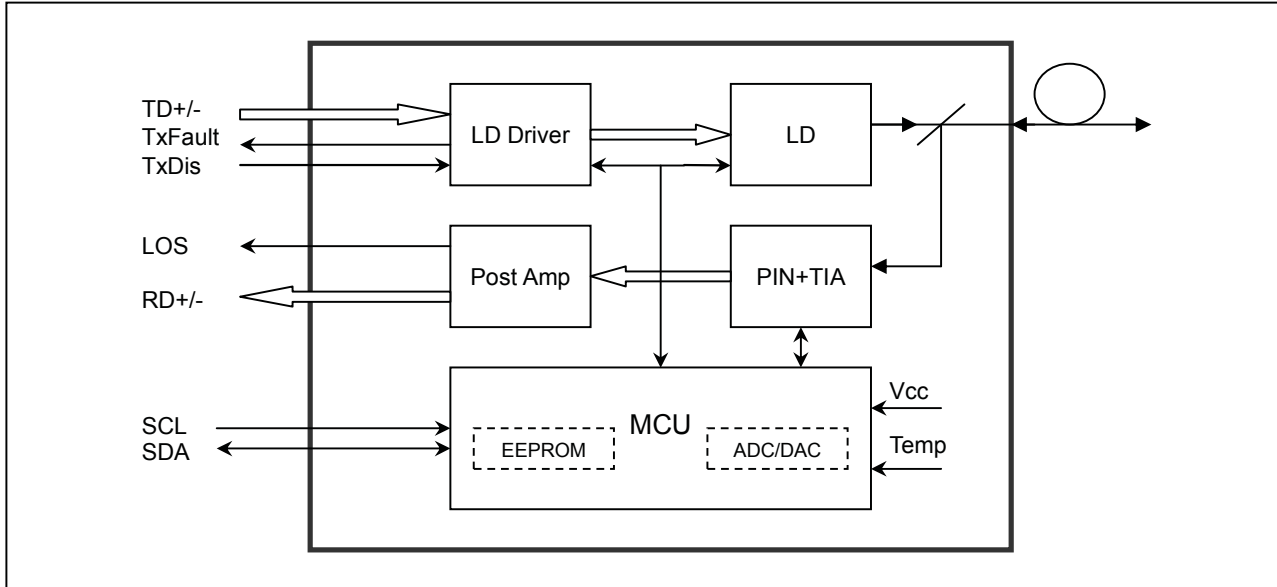 TD+/-
TxFault
TxDis
LD Driver
LD
LOS
RD+/-
Post Amp
PIN+TIA
SCL
SDA
MCU
EEPROM
ADC/DAC
Vcc
Temp